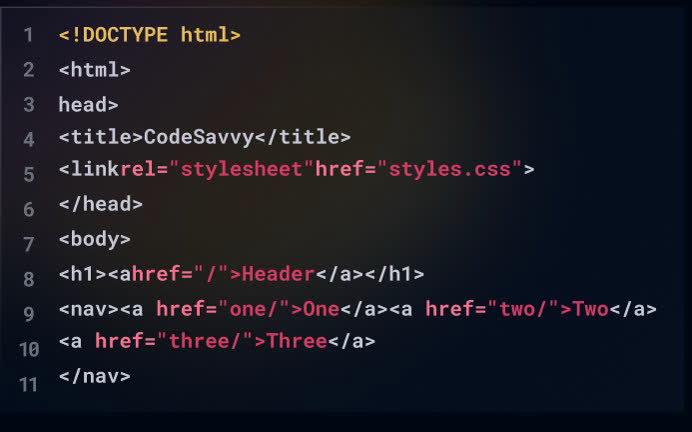 1 <!DOCTYPE html>
2 <html>
3 head>
4 <title>CodeSavvy</title>
5 <linkrel="stylesheet"href="styles.css">
6 </head>
7 <body>
8 <h1><ahref="/">Header</a></h1>
9 <nav><a href="one/">One</a><a href="two/">Two</a>
10 <a href="three/">Three</a>
11 </nav>